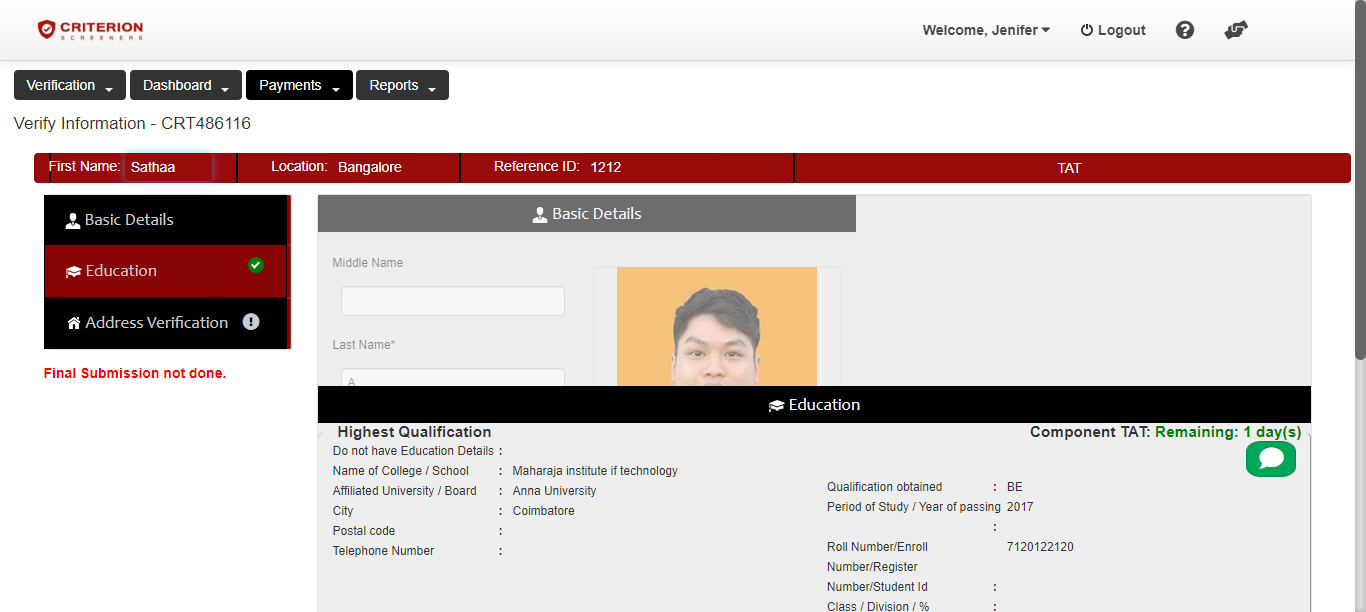 CRITERION
SCREENERS
Welcome, Jenifer
Logout
Verification
Dashboard
Payments
Reports
Verify Information - CRT486116
First Name: Sathaa
Location: Bangalore
Reference ID: 1212
TAT
Basic Details
Education
Address Verification
Final Submission not done.
Basic Details
Middle Name
Last Name*
A
Education
Highest Qualification
Component TAT: Remaining: 1 day(s)
Do not have Education Details :
Name of College / School : Maharaja institute if technology
Affiliated University / Board : Anna University
City : Coimbatore
Postal code :
Telephone Number :
Qualification obtained : BE
Period of Study / Year of passing 2017
:
Roll Number/Enroll 7120122120
Number/Register
Number/Student Id :
Class / Division / % :